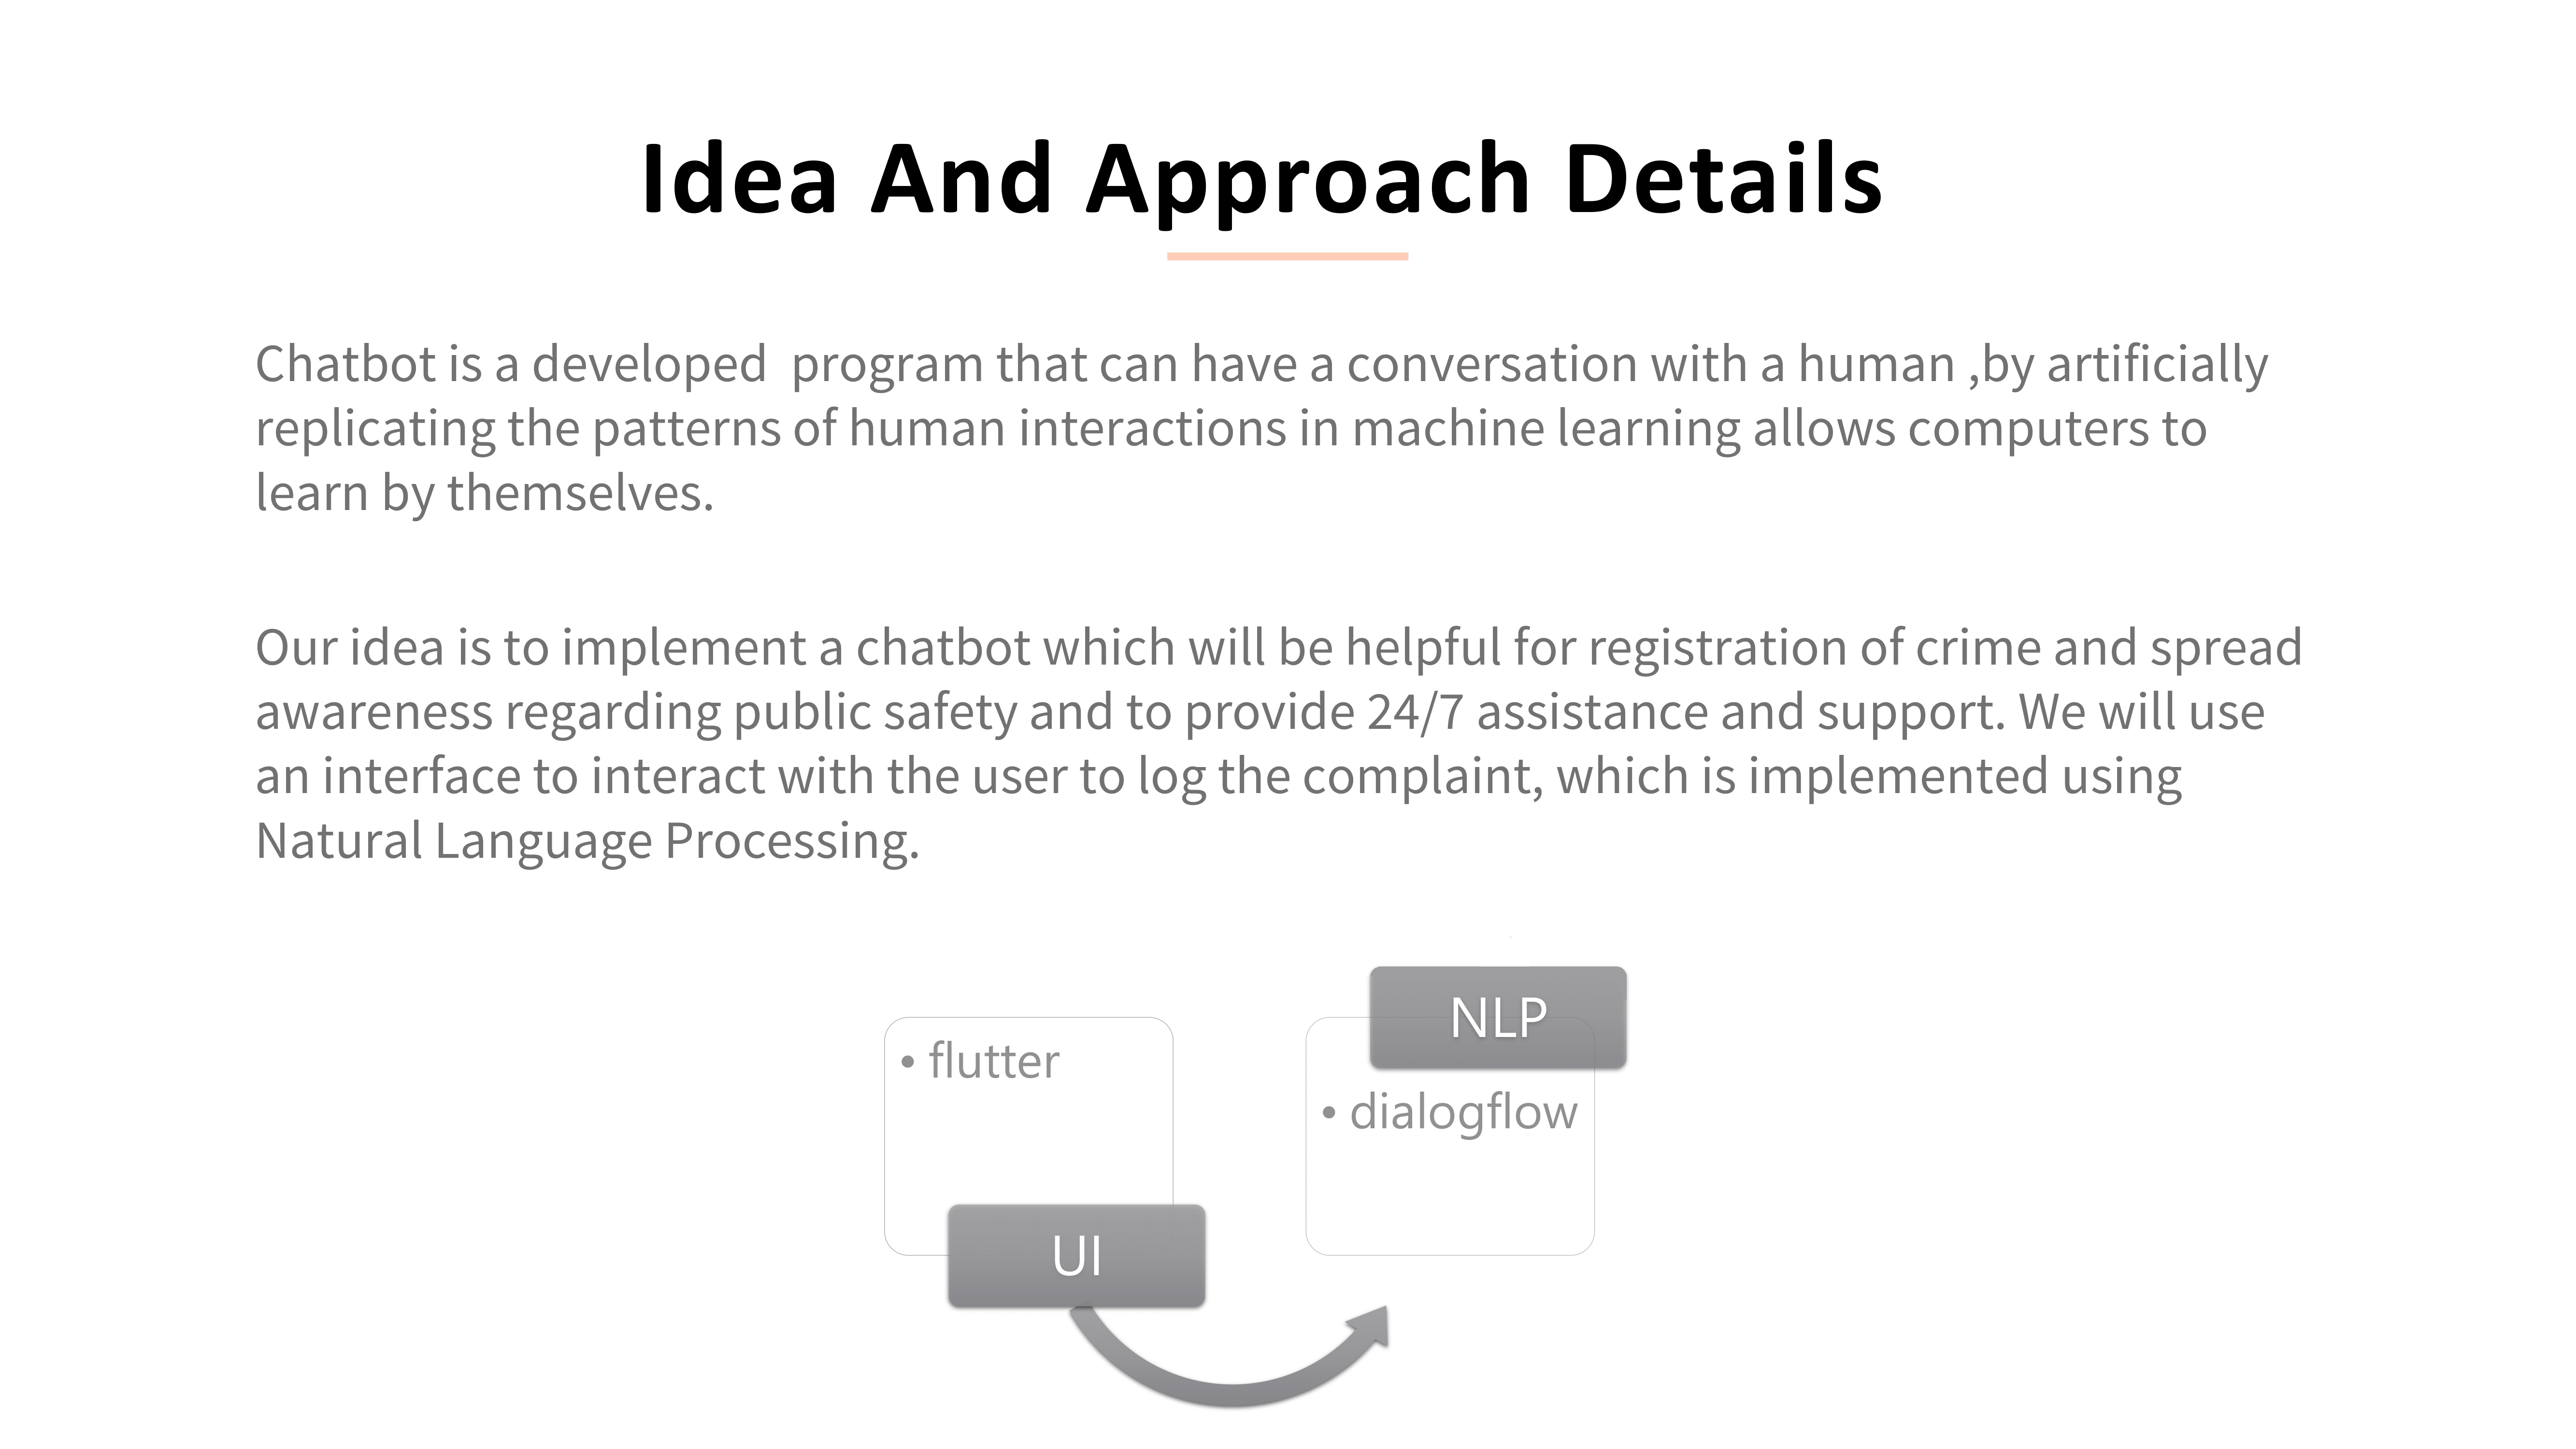 Idea And Approach Details
Chatbot is a developed  program that can have a conversation with a human ,by artificially
replicating the patterns of human interactions in machine learning allows computers to
learn by themselves.
Our idea is to implement a chatbot which will be helpful for registration of crime and spread
awareness regarding public safety and to provide 24/7 assistance and support. We will use
an interface to interact with the user to log the complaint, which is implemented using
Natural Language Processing.
• flutter
UI
NLP
• dialogflow